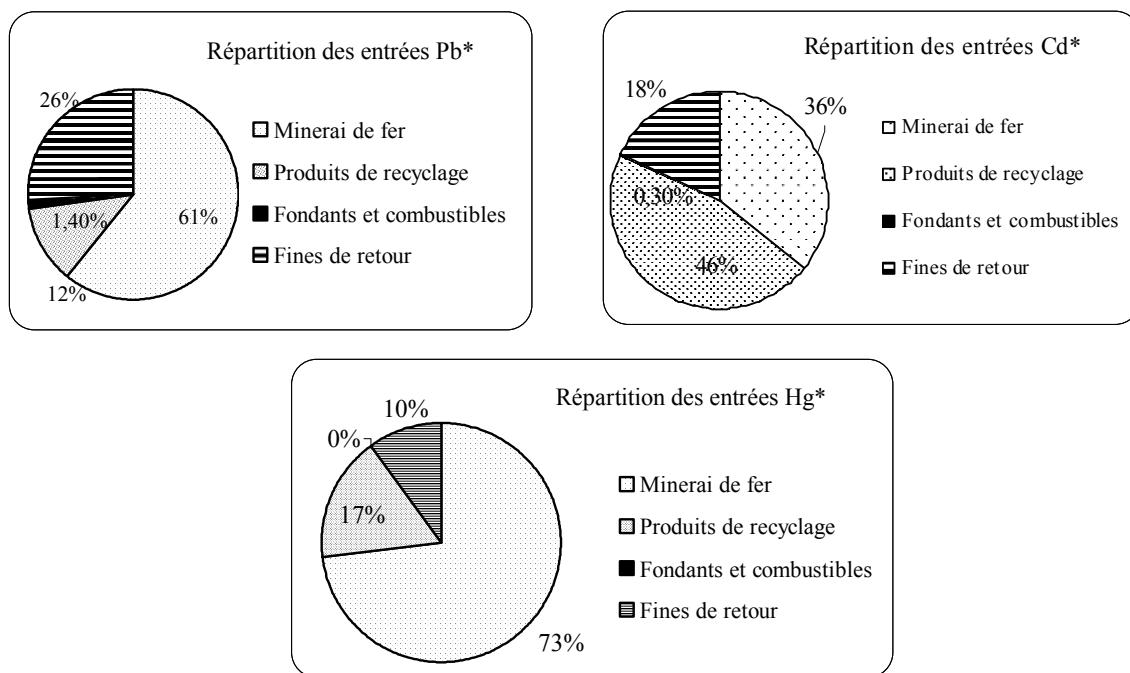 Répartition des entrées Pb*
26%
1,40%
61%
12%
Minerai de fer
Produits de recyclage
Fondants et combustibles
Fines de retour
Répartition des entrées Cd*
18%
36%
0,30%
46%
Minerai de fer
Produits de recyclage
Fondants et combustibles
Fines de retour
Répartition des entrées Hg*
10%
0%
17%
73%
Minerai de fer
Produits de recyclage
Fondants et combustibles
Fines de retour